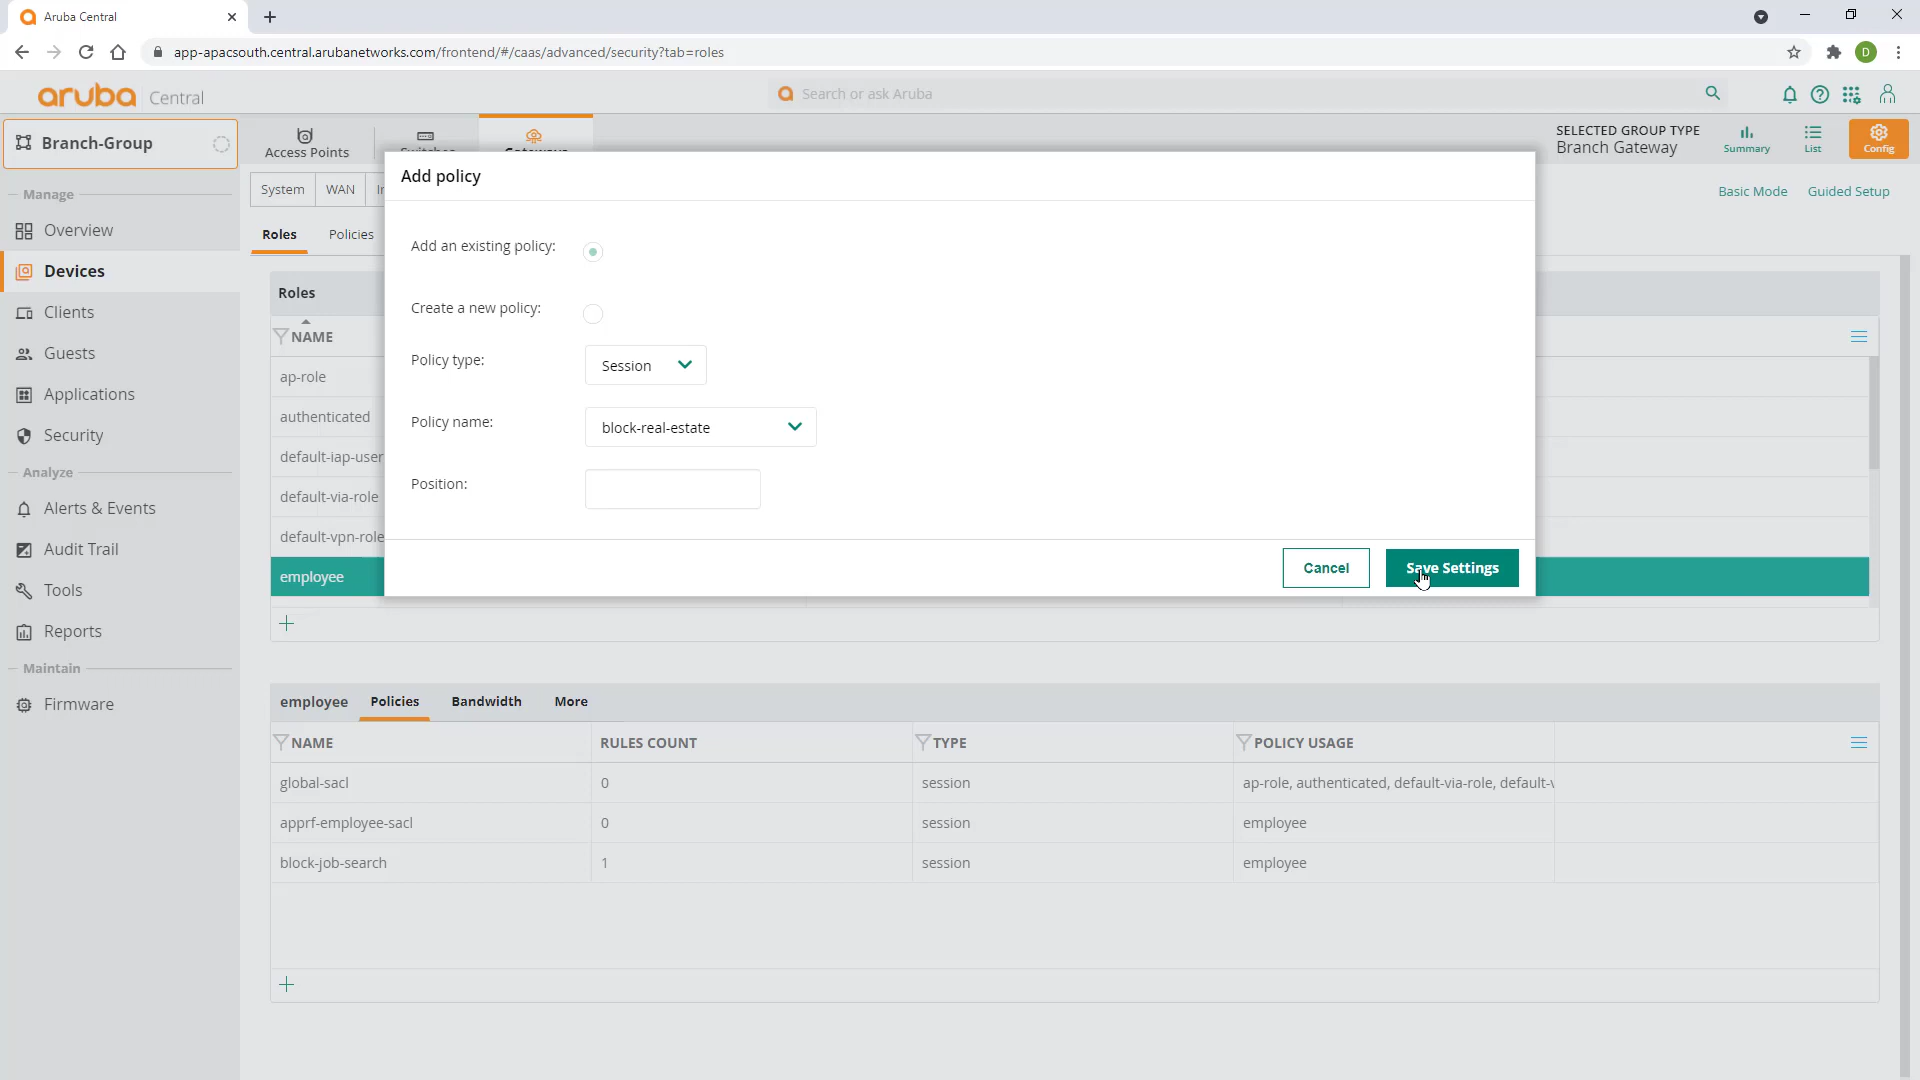 Aruba Central
app-apacsouth.central.arubanetworks.com/frontend/#/caas/advanced/security?tab=roles
D
aruba Central
Search or ask Aruba
Branch-Group
Access Points
Switches
Gateways
SELECTED GROUP TYPE
Branch Gateway
Summary
List
Config
System
WAN
Basic Mode
Guided Setup
Roles
Policies
Manage
Overview
Devices
Clients
Guests
Applications
Security
Analyze
Alerts & Events
Audit Trail
Tools
Reports
Maintain
Firmware
Roles
NAME
ap-role
authenticated
default-iap-user
default-via-role
default-vpn-role
employee
Add policy
Add an existing policy:
Create a new policy:
Policy type:
Session
Policy name:
block-real-estate
Position:
Cancel
Save Settings
employee
Policies
Bandwidth
More
NAME
RULES COUNT
TYPE
POLICY USAGE
global-sacl
0
session
ap-role, authenticated, default-via-role, default-v
apprf-employee-sacl
0
session
employee
block-job-search
1
session
employee